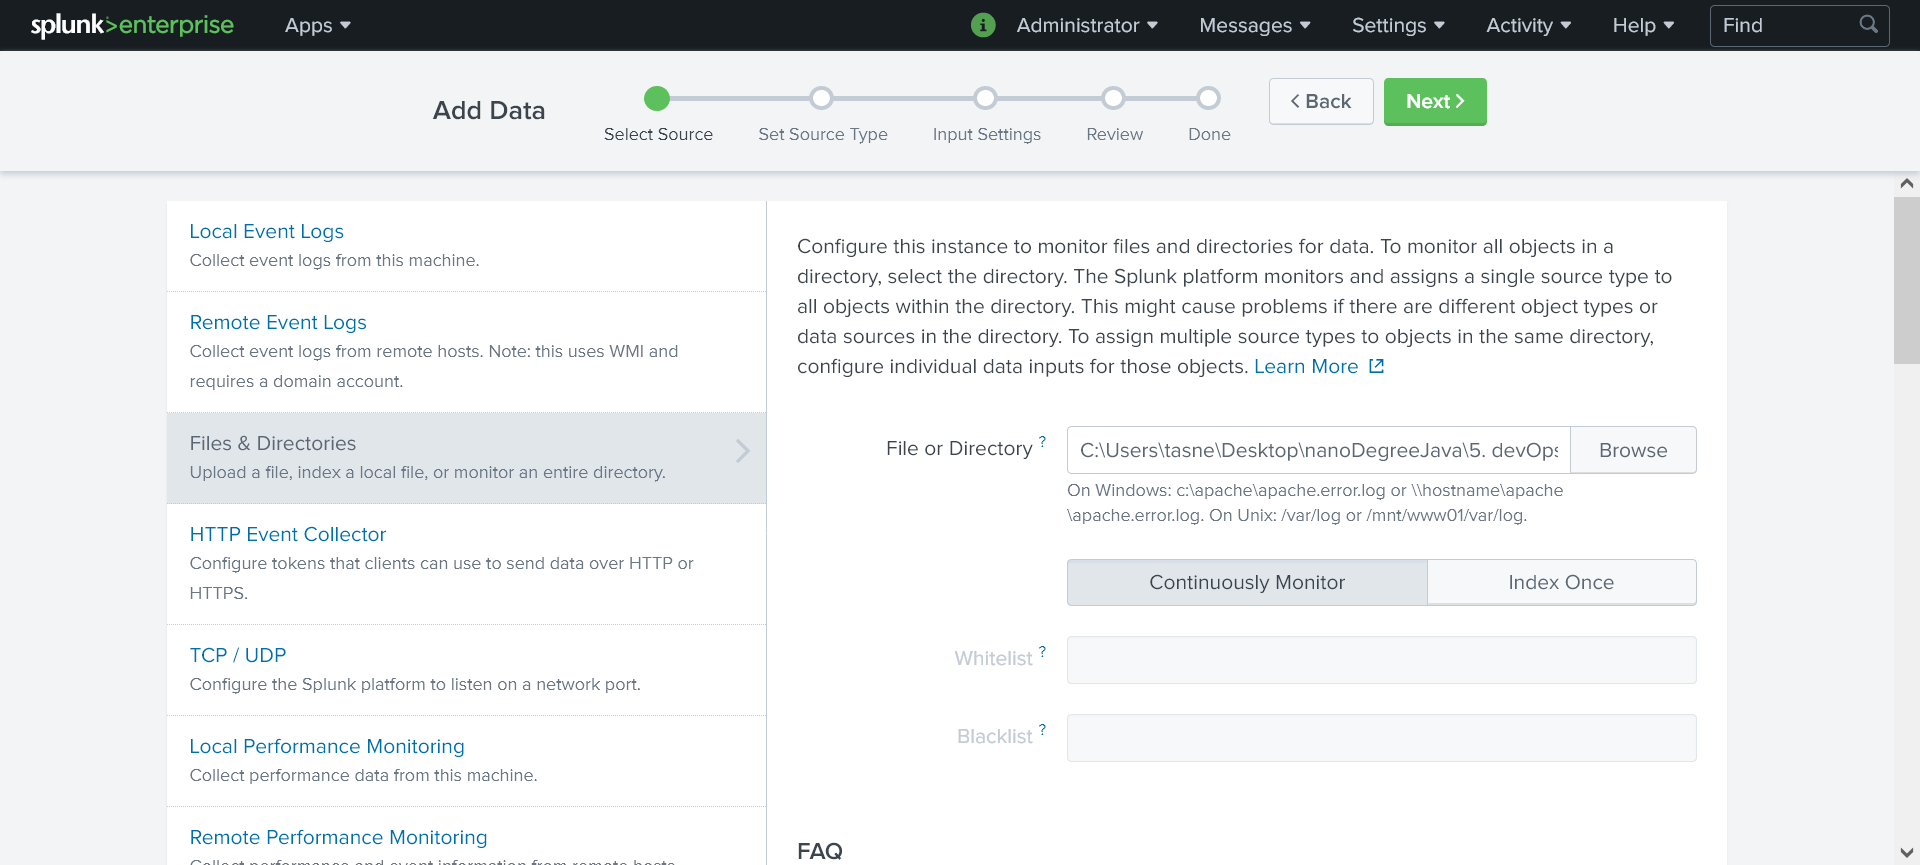 splunk>enterprise Apps Administrator Messages Settings Activity Help Find
Add Data
Select Source Set Source Type Input Settings Review Done
Back Next
Local Event Logs
Collect event logs from this machine.
Remote Event Logs
Collect event logs from remote hosts. Note: this uses WMI and
requires a domain account.
Files & Directories
Upload a file, index a local file, or monitor an entire directory.
HTTP Event Collector
Configure tokens that clients can use to send data over HTTP or
HTTPS.
TCP / UDP
Configure the Splunk platform to listen on a network port.
Local Performance Monitoring
Collect performance data from this machine.
Remote Performance Monitoring
Collect performance and event information from remote hosts.
Configure this instance to monitor files and directories for data. To monitor all objects in a
directory, select the directory. The Splunk platform monitors and assigns a single source type to
all objects within the directory. This might cause problems if there are different object types or
data sources in the directory. To assign multiple source types to objects in the same directory,
configure individual data inputs for those objects. Learn More
File or Directory ? C:\Users\tasne\Desktop\nanoDegreeJava\5. devOps Browse
On Windows: c:\apache\apache.error.log or \\hostname\apache
\apache.error.log. On Unix: /var/log or /mnt/www01/var/log.
Continuously Monitor Index Once
Whitelist ?
Blacklist ?
FAQ